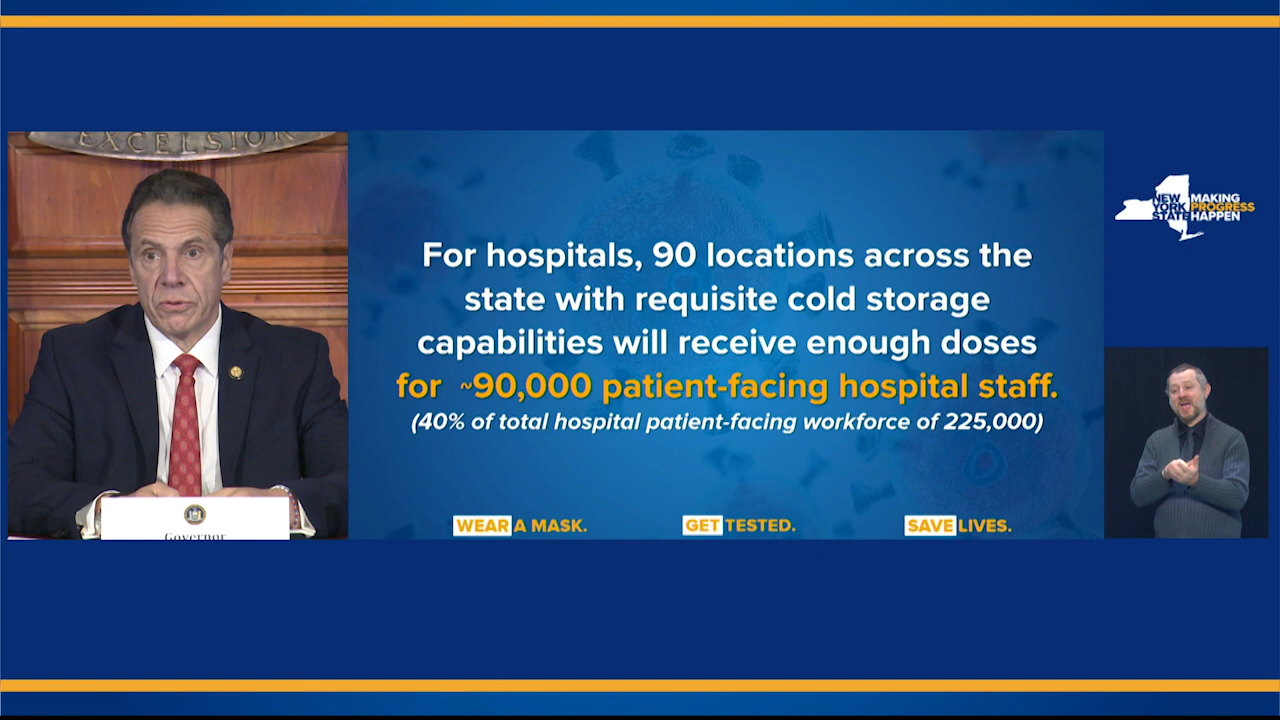 EXCELSIOR
For hospitals, 90 locations across the
state with requisite cold storage
capabilities will receive enough doses
for ~90,000 patient-facing hospital staff.
(40% of total hospital patient-facing workforce of 225,000)
WEAR A MASK.
GET TESTED.
SAVE LIVES.
Governor
NEW
YORK
STATE
MAKING
PROGRESS
HAPPEN